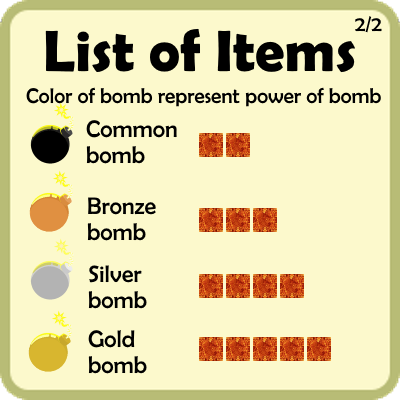 2/2
List of Items
Color of bomb represent power of bomb
Common
bomb
Bronze
bomb
Silver
bomb
Gold
bomb